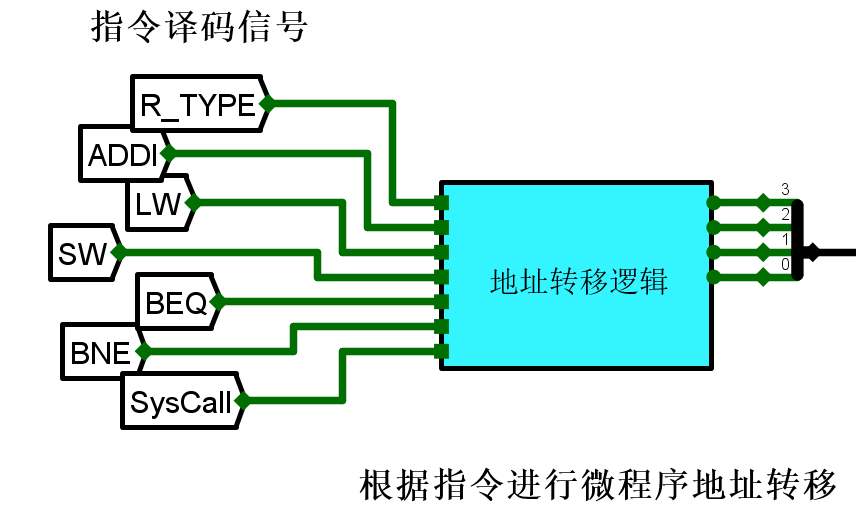 指令译码信号
R_TYPE
ADDI
LW
SW
BEQ
BNE
SysCall
地址转移逻辑
3
2
1
0
根据指令进行微程序地址转移